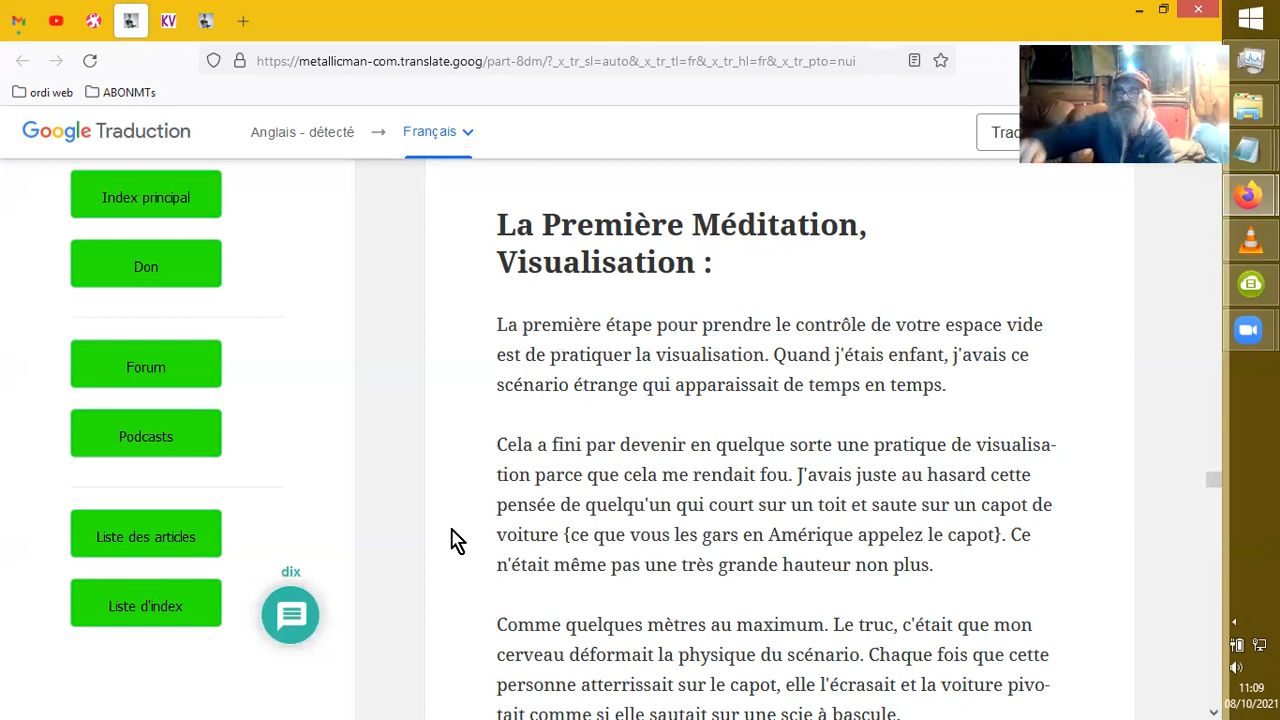 KV
https://metallicman-com.translate.goog/part-8dm/?_x_tr_sl=auto&_x_tr_tl=fr&_x_tr_hl=fr&_x_tr_pto=nui
ordi web
ABONMTs
Google Traduction
Anglais - détecté
Français
Index principal
Don
Forum
Podcasts
Liste des articles
Liste d'index
dix
La Première Méditation,
Visualisation :
La première étape pour prendre le contrôle de votre espace vide
est de pratiquer la visualisation. Quand j'étais enfant, j'avais ce
scénario étrange qui apparaissait de temps en temps.
Cela a fini par devenir en quelque sorte une pratique de visualisa-
tion parce que cela me rendait fou. J'avais juste au hasard cette
pensée de quelqu'un qui court sur un toit et saute sur un capot de
voiture {ce que vous les gars en Amérique appelez le capot}. Ce
n'était même pas une très grande hauteur non plus.
Comme quelques mètres au maximum. Le truc, c'était que mon
cerveau déformait la physique du scénario. Chaque fois que cette
personne atterrissait sur le capot, elle l'écrasait et la voiture pivo-
tait comme si elle sautait sur une scie à bascule.
11:09
08/10/2021